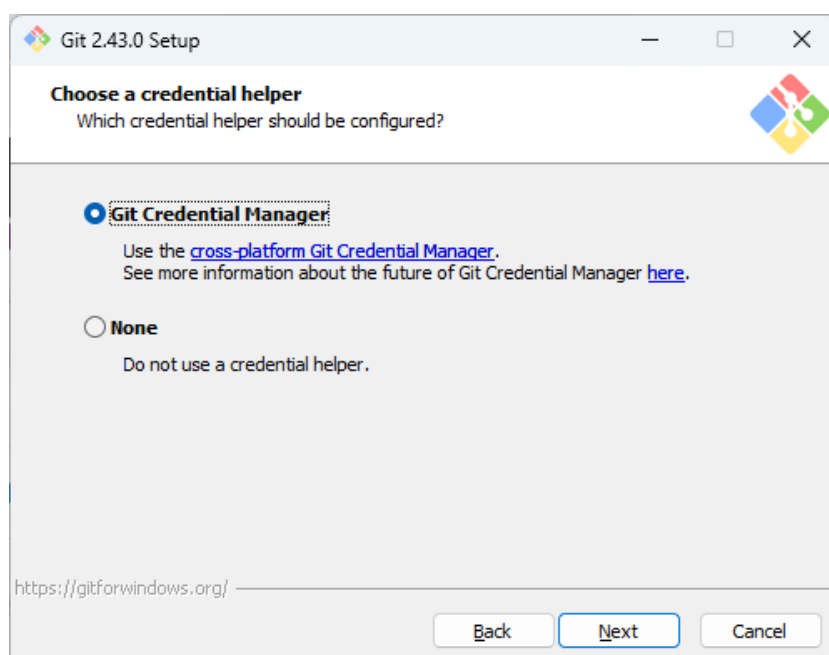 Git 2.43.0 Setup
Choose a credential helper
Which credential helper should be configured?
Git Credential Manager
Use the cross-platform Git Credential Manager.
See more information about the future of Git Credential Manager here.
None
Do not use a credential helper.
https://gitforwindows.org/
Back Next Cancel